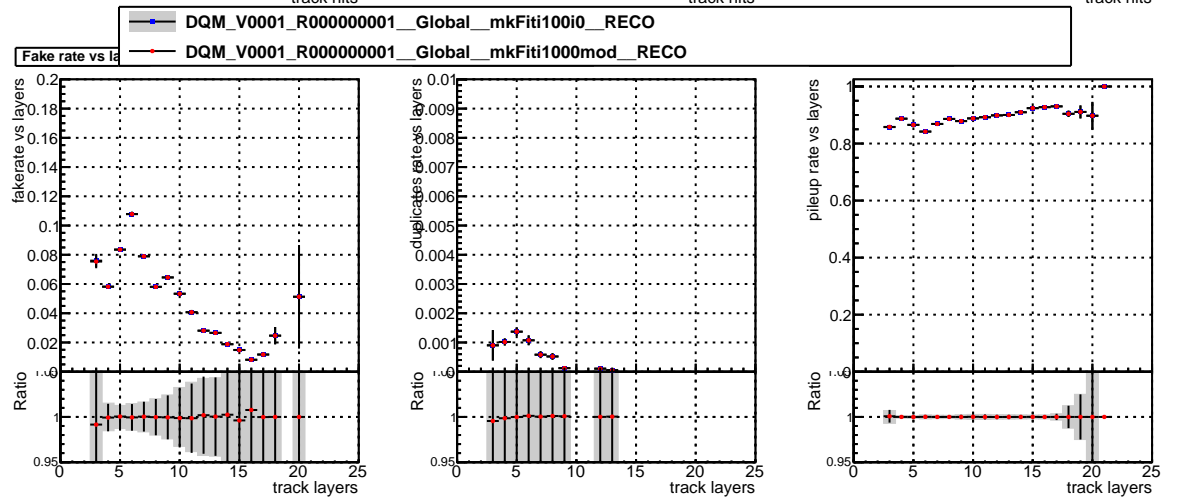 track hits track hits track hits
DQM_V0001_R000000001__Global__mkFiti100i0__RECO
DQM_V0001_R000000001__Global__mkFiti1000mod__RECO
Fake rate vs la
fakerate vs layers
0.2
0.18
0.16
0.14
0.12
0.1
0.08
0.06
0.04
0.02
Ratio
1
0.95
0 5 10 15 20 25
track layers
duplicates rate vs layers
0.01
0.009
0.008
0.007
0.006
0.005
0.004
0.003
0.002
0.001
Ratio
1
0.95
0 5 10 15 20 25
track layers
pileup rate vs layers
1
0.8
0.6
0.4
0.2
Ratio
1
0.95
0 5 10 15 20 25
track layers